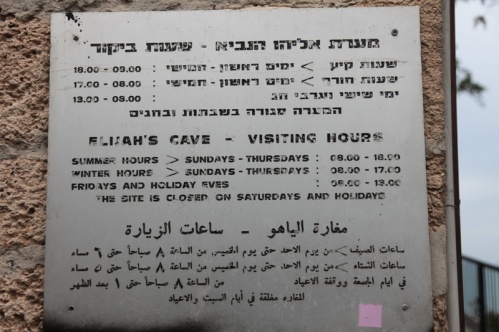 מערת אליהו הנביא - שעות ביקור
שעות קיץ > ימים ראשון - חמישי : 09.00 - 18.00
שעות חורף > ימים ראשון - חמישי : 08.00 - 17.00
ימי שישי וערבי חג : 08.00 - 13.00
המערה סגורה בשבתות ובחגים
ELIJAH'S CAVE - VISITING HOURS
SUMMER HOURS > SUNDAYS - THURSDAYS : 08.00 - 18.00
WINTER HOURS > SUNDAYS - THURSDAYS : 08.00 - 17.00
FRIDAYS AND HOLIDAY EVES : 08.00 - 13.00
THE SITE IS CLOSED ON SATURDAYS AND HOLIDAYS
مغارة الياهو - ساعات الزيارة
ساعات الصيف > من يوم الاحد حتى يوم الخميس من الساعة ٨ صباحاً حتى ٦ مساء
ساعات الشتاء > من يوم الاحد حتى يوم الخميس من الساعة ٨ صباحاً حتى ٥ مساء
في ايام الجمعة ووقفة الاعياد من الساعة ٨ صباحاً حتى ١ بعد الظهر
المغاره مغلقة في أيام السبت والاعياد